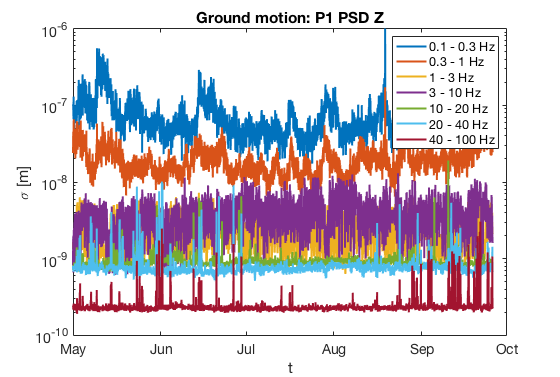 Ground motion: P1 PSD Z
10^-6
10^-7
10^-8
10^-9
10^-10
σ [m]
0.1 - 0.3 Hz
0.3 - 1 Hz
1 - 3 Hz
3 - 10 Hz
10 - 20 Hz
20 - 40 Hz
40 - 100 Hz
May Jun Jul Aug Sep Oct
t